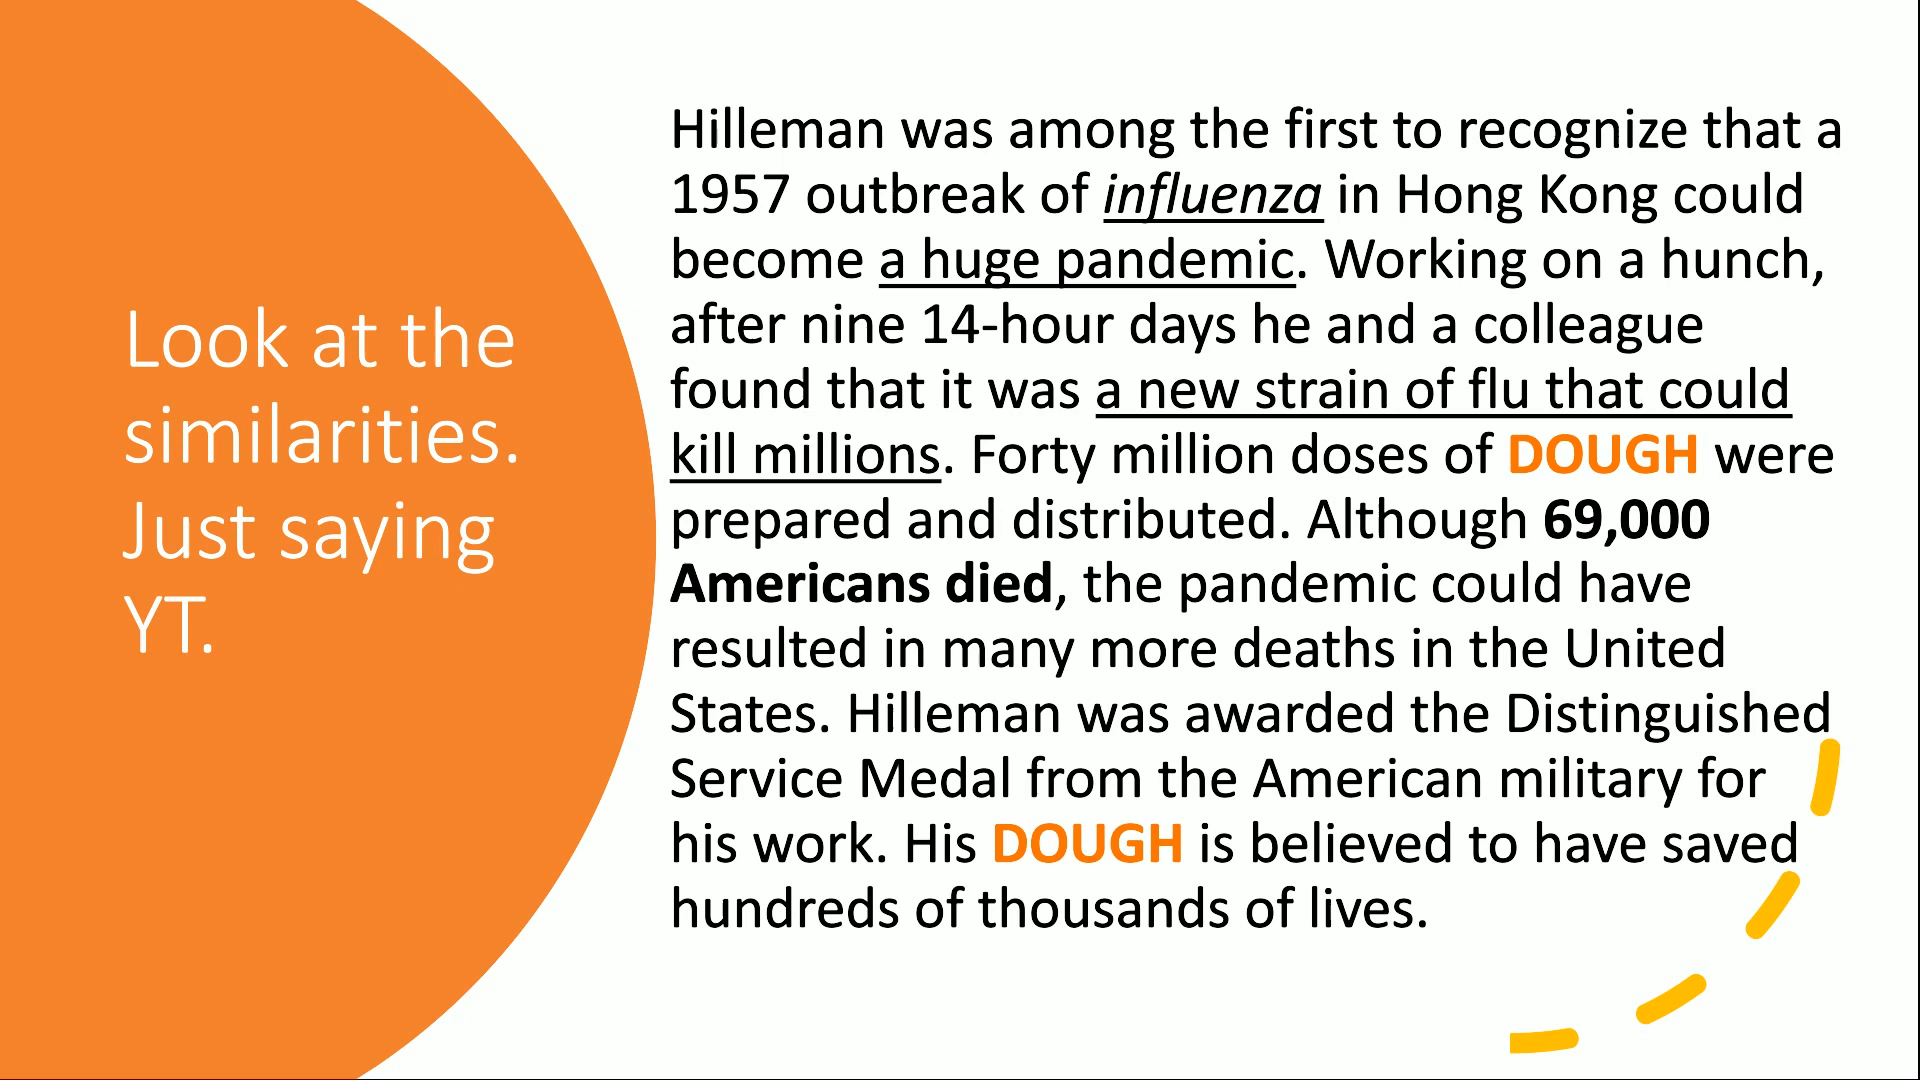 Look at the
similarities.
Just saying
YT.
Hilleman was among the first to recognize that a
1957 outbreak of influenza in Hong Kong could
become a huge pandemic. Working on a hunch,
after nine 14-hour days he and a colleague
found that it was a new strain of flu that could
kill millions. Forty million doses of DOUGH were
prepared and distributed. Although 69,000
Americans died, the pandemic could have
resulted in many more deaths in the United
States. Hilleman was awarded the Distinguished
Service Medal from the American military for
his work. His DOUGH is believed to have saved
hundreds of thousands of lives.